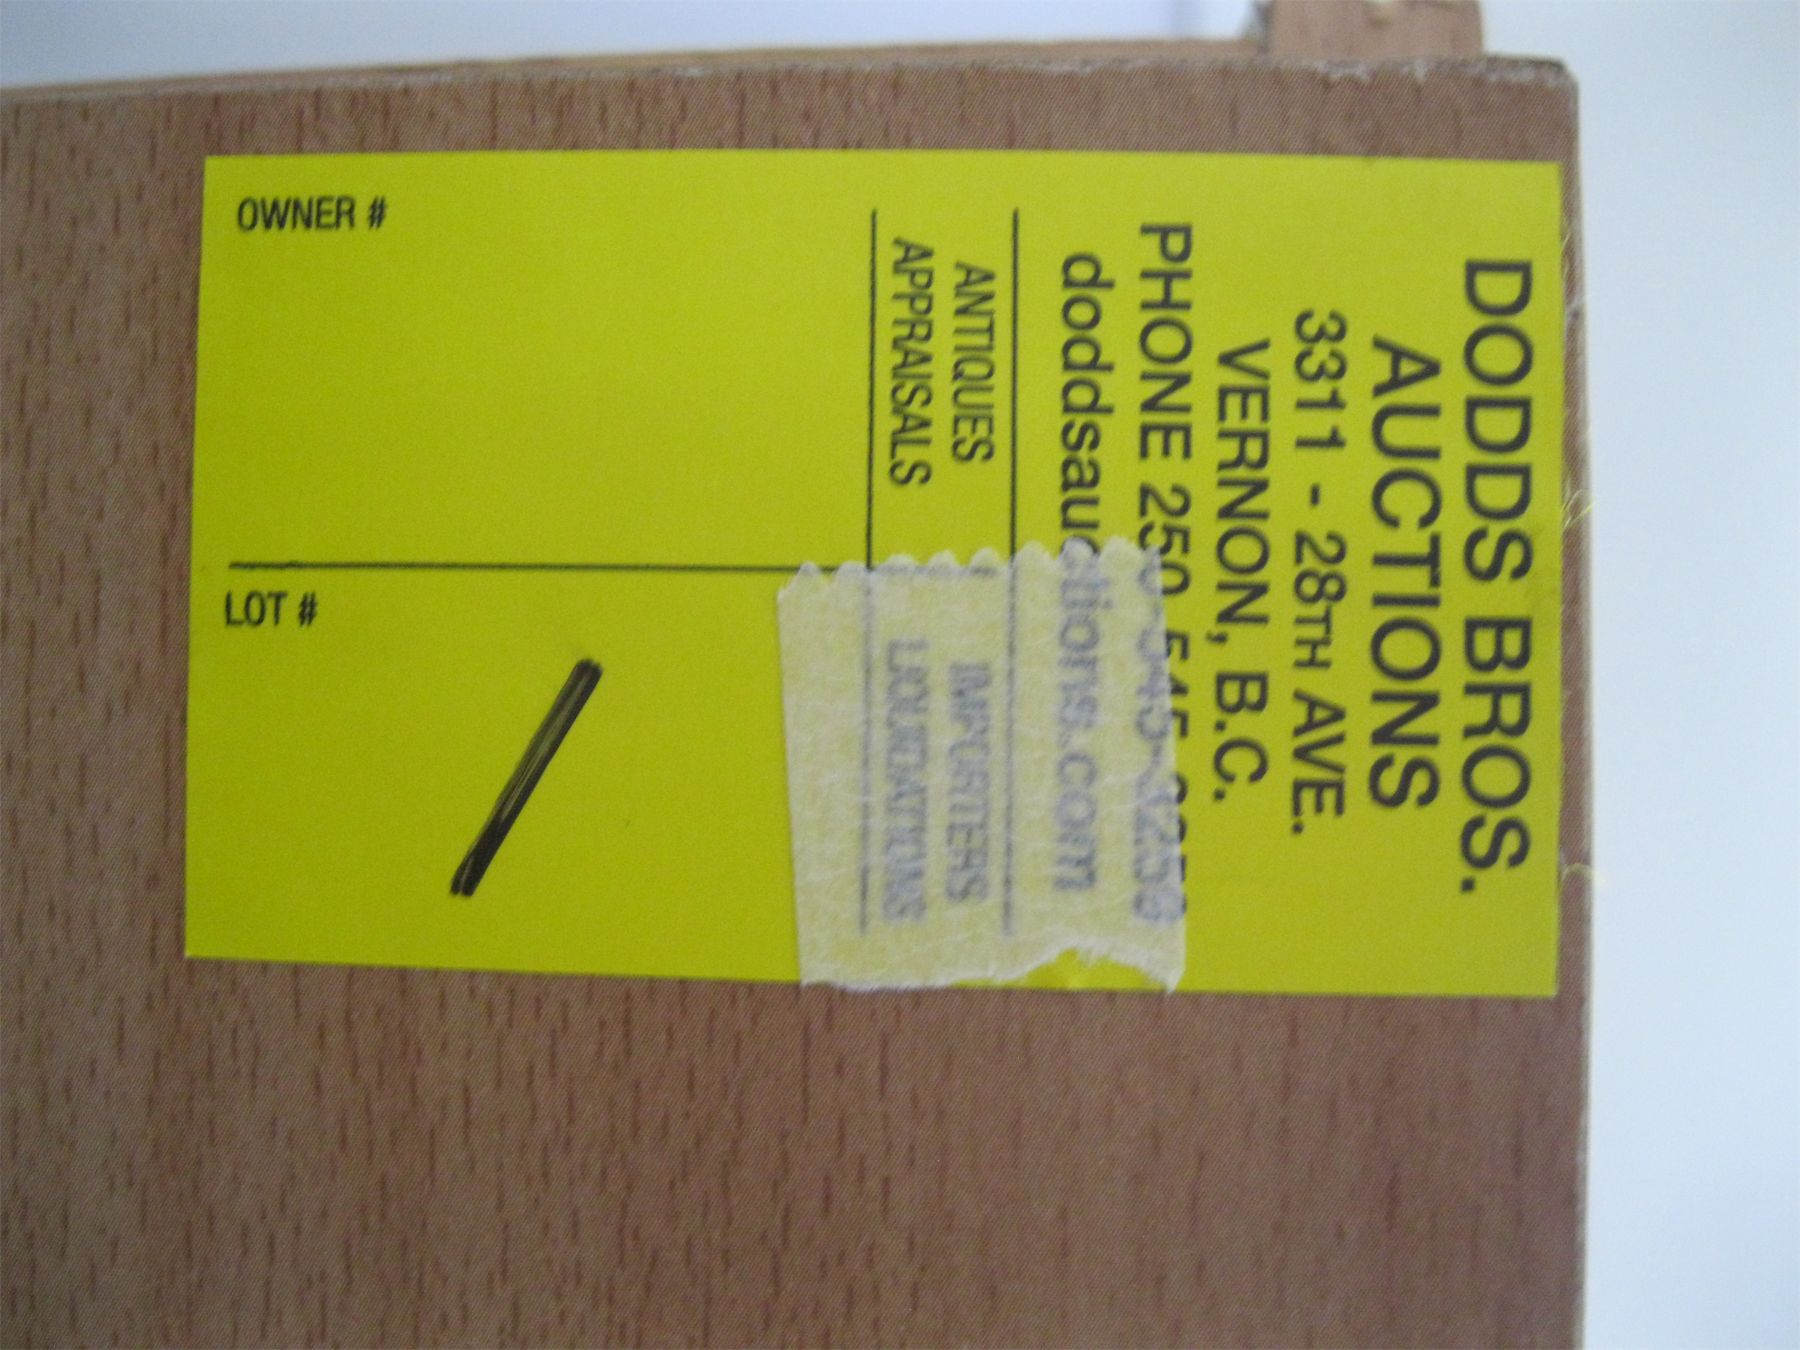 DODDS BROS.
AUCTIONS
3311 - 28TH AVE.
VERNON, B.C.
PHONE 250 545-3259
doddsauctions.com
ANTIQUES IMPORTERS
APPRAISALS LIQUIDATIONS
OWNER #
LOT #